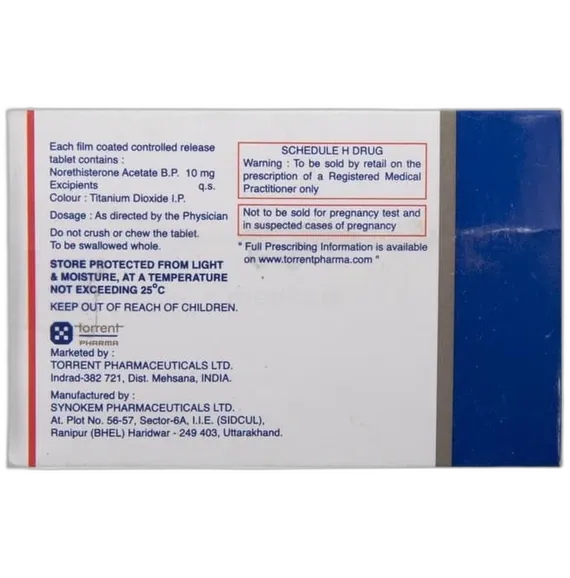 Each film coated controlled release
tablet contains :
Norethisterone Acetate B.P. 10 mg
Excipients q.s.
Colour : Titanium Dioxide I.P.
Dosage : As directed by the Physician
Do not crush or chew the tablet.
To be swallowed whole.
STORE PROTECTED FROM LIGHT
& MOISTURE, AT A TEMPERATURE
NOT EXCEEDING 25°C
KEEP OUT OF REACH OF CHILDREN.
torrent
PHARMA
Marketed by :
TORRENT PHARMACEUTICALS LTD.
Indrad-382 721, Dist. Mehsana, INDIA.
Manufactured by :
SYNOKEM PHARMACEUTICALS LTD.
At. Plot No. 56-57, Sector-6A, I.I.E. (SIDCUL),
Ranipur (BHEL) Haridwar - 249 403, Uttarakhand.
SCHEDULE H DRUG
Warning : To be sold by retail on the
prescription of a Registered Medical
Practitioner only
Not to be sold for pregnancy test and
in suspected cases of pregnancy
" Full Prescribing Information is available
on www.torrentpharma.com "